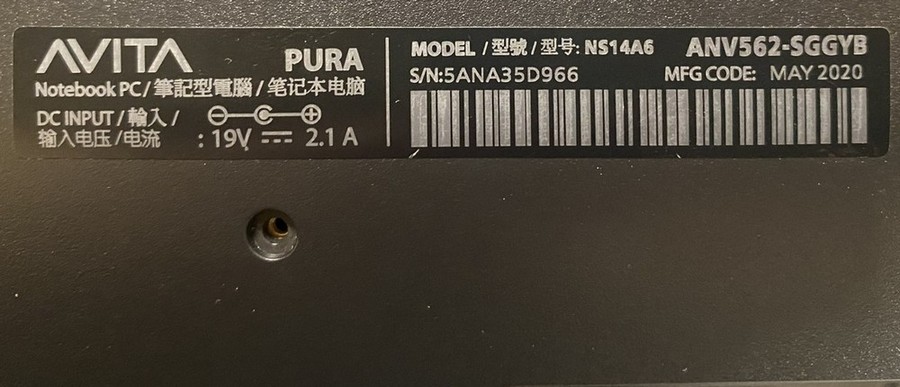 AVITA PURA
Notebook PC / 筆記型電腦 / 笔记本电脑
DC INPUT / 輸入 /
输入电压 / 电流 : 19V 2.1 A
MODEL / 型號 / 型号: NS14A6 ANV562-SGGYB
S/N:5ANA35D966 MFG CODE: MAY 2020